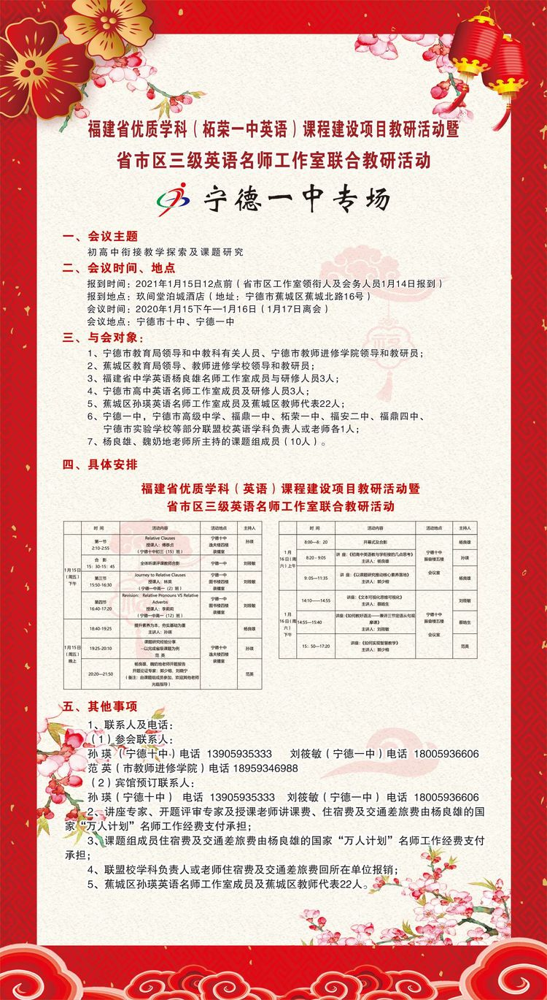 福建省优质学科（柘荣一中英语）课程建设项目教研活动暨
省市区三级英语名师工作室联合教研活动
宁德一中专场
一、会议主题
初高中衔接教学探索及课题研究
二、会议时间、地点
报到时间：2021年1月15日12点前（省市区工作室领衔人及会务人员1月14日报到）
报到地点：玖间堂泊城酒店（地址：宁德市蕉城区蕉城北路16号）
会议时间：2020年1月15下午—1月16日（1月17日离会）
会议地点：宁德市十中、宁德一中
三、与会对象：
1、宁德市教育局领导和中教科有关人员、宁德市教师进修学院领导和教研员；
2、蕉城区教育局领导、教师进修学校领导和教研员；
3、福建省中学英语杨良雄名师工作室成员与研修人员3人；
4、宁德市高中英语名师工作室成员及研修人员3人；
5、蕉城区孙瑛英语名师工作室成员及蕉城区教师代表22人；
6、宁德一中，宁德市高级中学、福鼎一中、柘荣一中、福安二中、福鼎四中、
宁德市实验学校等部分联盟校英语学科负责人或老师各1人；
7、杨良雄、魏奶地老师所主持的课题组成员（10人）。
四、具体安排
福建省优质学科（英语）课程建设项目教研活动暨
省市区三级英语名师工作室联合教研活动
时 间 活动内容 活动地点 主持人
1月15日（周五）下午
第一节 2:10-2:55 Relative Clauses 授课人：傅恭贞（宁德十中初三（15）班） 宁德十中 逸夫楼四楼 录播室 孙瑛
合 影 15：30-15：45 全体听课评课教师合影 宁德一中 刘筱敏
第三节 15:50-16:30 Journey to Relative Clauses 授课人：林英（宁德一中高一（2）班） 宁德一中 图书楼四楼 录播室 刘筱敏
第四节 16:40-17:20 Revision: Relative Pronouns VS Relative Adverbs 授课人：李莉莉（宁德一中高一（12）班） 宁德一中 图书楼四楼 录播室 刘筱敏
1月15日（周五）晚上
18:40-19:25 提升素养为本、夯实基础为重 主讲人：孙瑛 杨良雄
19:25-20:10 课题研究经验分享 --以完成省级课题为例 范 英 宁德十中 逸夫楼四楼 录播室 孙瑛
20:20—21:50 杨良雄、魏奶地老师开题报告 开题论证专家：郭少榕、刘晓宁（备注：由课题组成员参加，欢迎其他老师光临指导） 范英
时 间 活动内容 活动地点 主持人
1月16日（周六）上午
8:00—8：20 开幕式及合影 杨良雄
8:20 - 9:05 讲 座：《初高中英语教与学衔接的几点思考》 主讲人：杨良雄 宁德十中 振奋楼五楼 会议室 孙瑛
9：05—11:35 讲 座：《以课题研究推动核心素养落地》 主讲人：郭少榕 杨良雄
1月16日（周六）下午
14:10——14:55 讲座：《文本可视化思维可视化》 主讲人：蔡皓生 刘筱敏
14:55—15:40 讲座：《如何教好语法——兼评三节定语从句观摩课》 主讲人：刘筱敏 宁德十中 振奋楼五楼 会议室 蔡皓生
15：50—17:20 讲座：《如何实现智慧教学》 主讲人：郭少榕 范英
五、其他事项
1、联系人及电话：
（1）参会联系人：
孙 瑛（宁德十中）电话 13905935333 刘筱敏（宁德一中）电话 18005936606
范 英（市教师进修学院）电话 18959346988
（2）宾馆预订联系人：
孙 瑛（宁德十中） 电话 13905935333 刘筱敏（宁德一中） 电话 18005936606
2、讲座专家、开题评审专家及授课老师讲课费、住宿费及交通差旅费由杨良雄的国
家“万人计划”名师工作经费支付承担；
3、课题组成员住宿费及交通差旅费由杨良雄的国家“万人计划”名师工作经费支付
承担；
4、联盟校学科负责人或老师住宿费及交通差旅费回所在单位报销；
5、蕉城区孙瑛英语名师工作室成员及蕉城区教师代表22人。